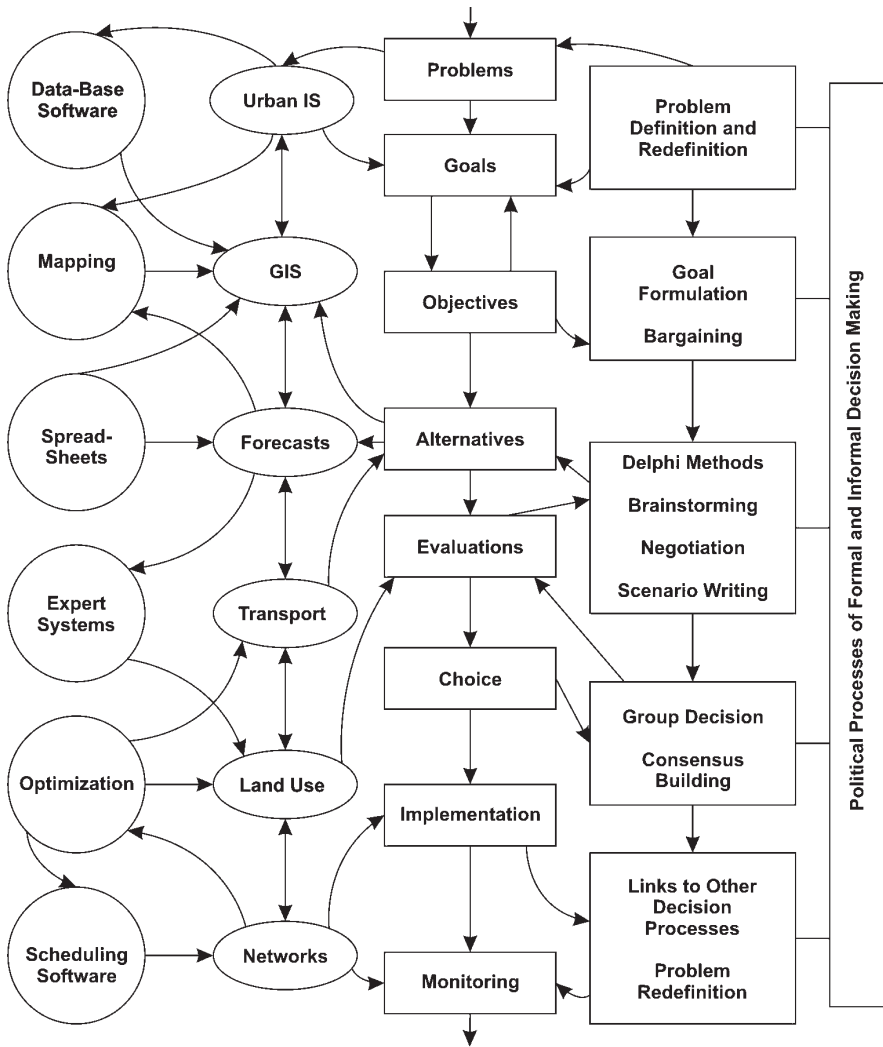 Data-Base
Software
Mapping
Spread-
Sheets
Expert
Systems
Optimization
Scheduling
Software
Urban IS
GIS
Forecasts
Transport
Land Use
Networks
Problems
Goals
Objectives
Alternatives
Evaluations
Choice
Implementation
Monitoring
Problem
Definition and
Redefinition
Goal
Formulation
Bargaining
Delphi Methods
Brainstorming
Negotiation
Scenario Writing
Group Decision
Consensus
Building
Links to Other
Decision
Processes
Problem
Redefinition
Political Processes of Formal and Informal Decision Making